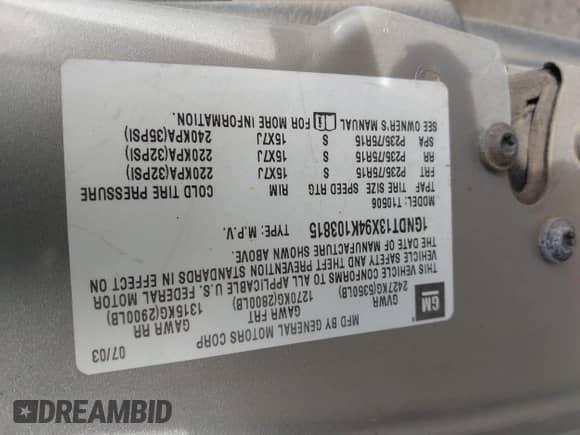 GM
MFD BY GENERAL MOTORS CORP
07/03
GVWR GAWR FRT GAWR RR
2427KG(5350LB) 1270KG(2800LB) 1315KG(2900LB)
THIS VEHICLE CONFORMS TO ALL APPLICABLE U.S. FEDERAL MOTOR
VEHICLE SAFETY AND THEFT PREVENTION STANDARDS IN EFFECT ON
THE DATE OF MANUFACTURE SHOWN ABOVE.
1GNDT13X94K103815 TYPE: M.P.V.
MODEL: T10506
TPAF TIRE SIZE SPEED RTG RIM COLD TIRE PRESSURE
FRT P235/75R15 S 15X7J 220KPA(32PSI)
RR P235/75R15 S 15X7J 220KPA(32PSI)
SPA P235/75R15 S 15X7J 240KPA(35PSI)
SEE OWNER'S MANUAL FOR MORE INFORMATION.
DREAMBID